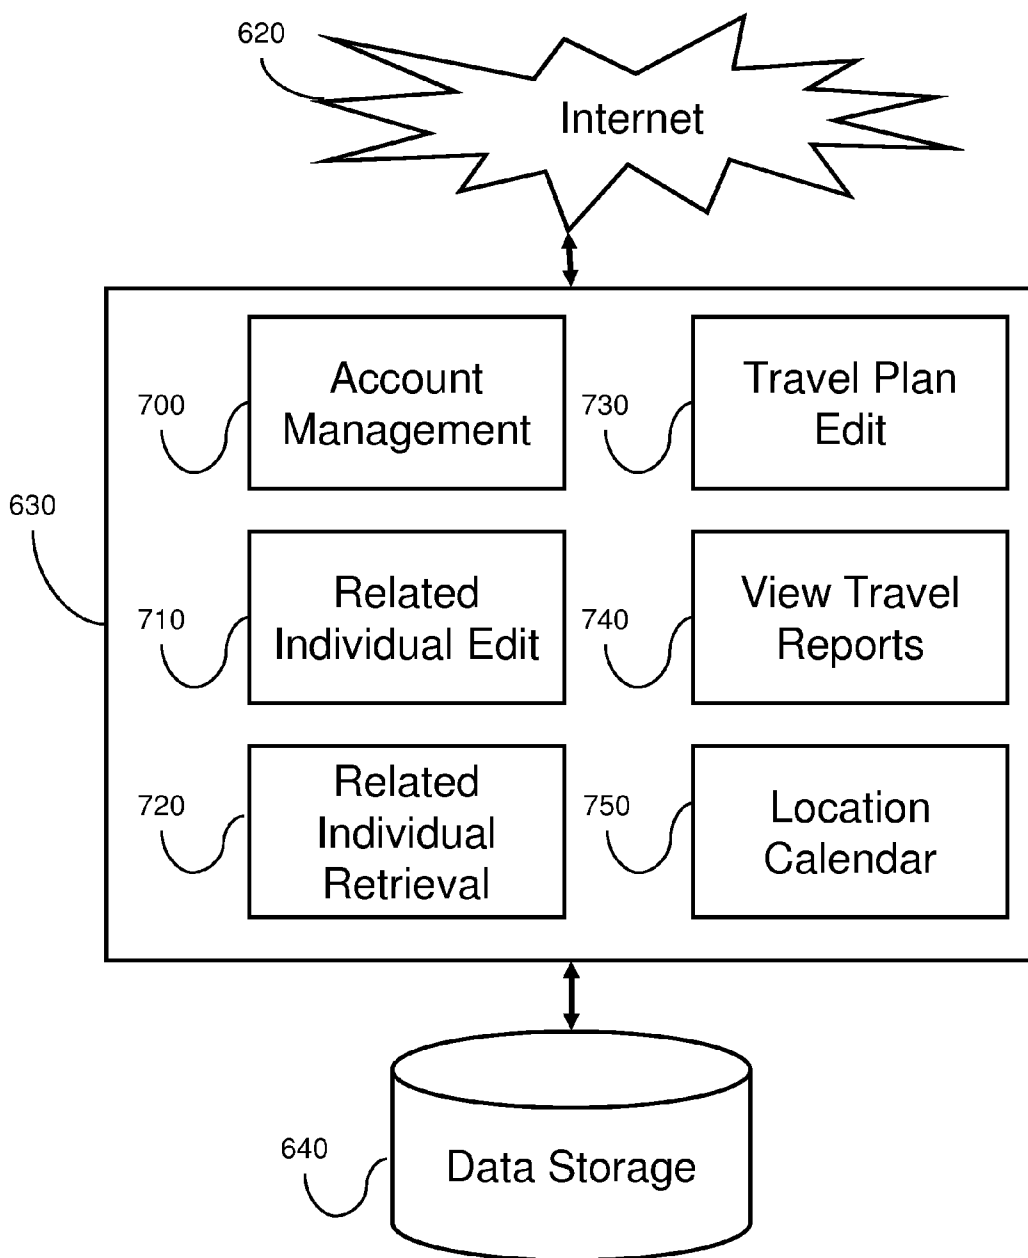 620
Internet
700
Account
Management
730
Travel Plan
Edit
630
710
Related
Individual Edit
740
View Travel
Reports
720
Related
Individual
Retrieval
750
Location
Calendar
640
Data Storage